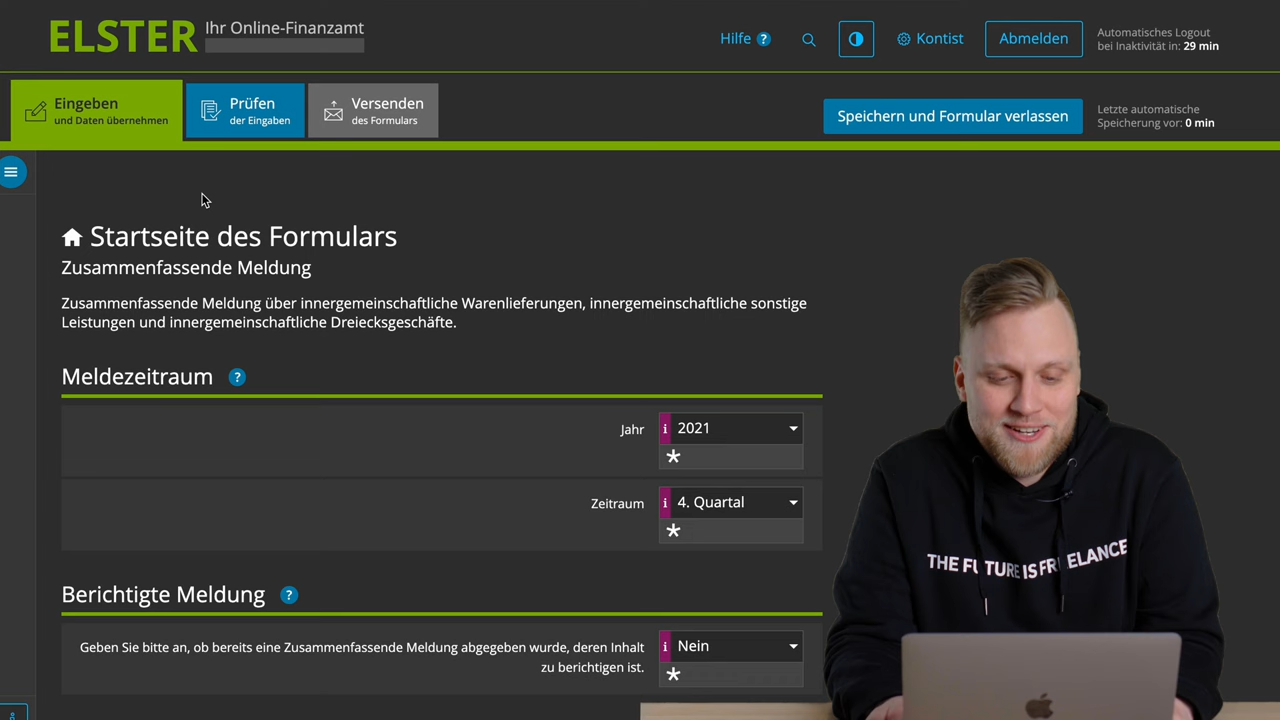 ELSTER
Ihr Online-Finanzamt
Hilfe ?
Kontist
Abmelden
Automatisches Logout
bei Inaktivität in: 29 min
Eingeben
und Daten übernehmen
Prüfen
der Eingaben
Versenden
des Formulars
Speichern und Formular verlassen
Letzte automatische
Speicherung vor: 0 min
Startseite des Formulars
Zusammenfassende Meldung
Zusammenfassende Meldung über innergemeinschaftliche Warenlieferungen, innergemeinschaftliche sonstige
Leistungen und innergemeinschaftliche Dreiecksgeschäfte.
Meldezeitraum ?
Jahr
i 2021
*
Zeitraum
i 4. Quartal
*
Berichtigte Meldung ?
Geben Sie bitte an, ob bereits eine Zusammenfassende Meldung abgegeben wurde, deren Inhalt
zu berichtigen ist.
i Nein
*
THE FUTURE IS FREELANCE